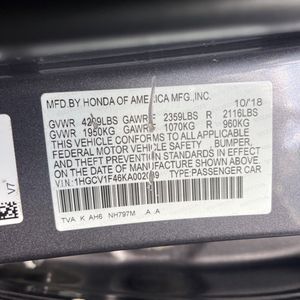 MFD.BY HONDA OF AMERICA MFG.,INC.
10/18
GVWR GAWR F 2359LBS R 2116LBS
GVWR 1950KG GAWR 1070KG R 960KG
THIS VEHICLE CONFORMS TO ALL APPLICABLE
FEDERAL MOTOR VEHICLE SAFETY, BUMPER,
AND THEFT PREVENTION STANDARDS IN EFFECT
ON THE DATE OF MANUFACTURE SHOWN ABOVE.
V.I.N.: TYPE:PASSENGER CAR
TVA K AH6 NH797M A A
V7